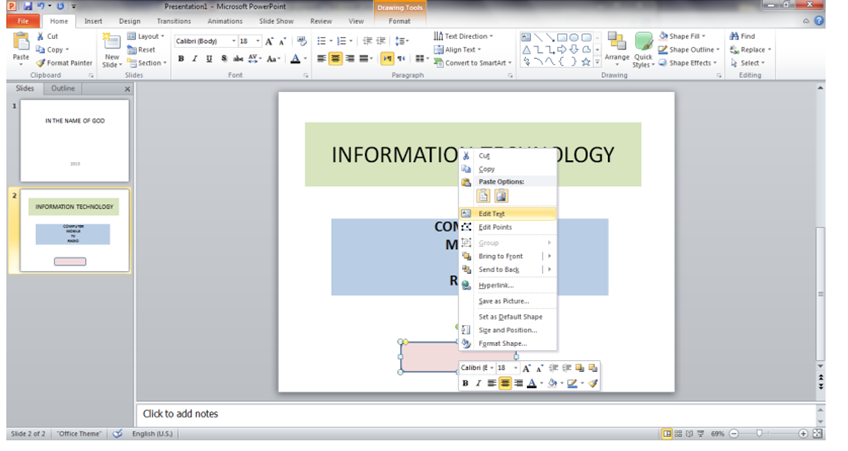 Presentation1 - Microsoft PowerPoint
Drawing Tools
File Home Insert Design Transitions Animations Slide Show Review View Format
Paste
Cut
Copy
Format Painter
Clipboard
New Slide
Layout
Reset
Section
Slides
Calibri (Body) 18
B I U S abc AV Aa A
Font
Text Direction
Align Text
Convert to SmartArt
Paragraph
Arrange
Quick Styles
Shape Fill
Shape Outline
Shape Effects
Drawing
Find
Replace
Select
Editing
Slides Outline
1
IN THE NAME OF GOD
2
INFORMATION TECHNOLOGY
COMPUTER
MOBILE
TV
RADIO
INFORMATIO
OLOGY
CO
M
R
Cut
Copy
Paste Options:
Edit Text
Edit Points
Group
Bring to Front
Send to Back
Hyperlink...
Save as Picture...
Set as Default Shape
Size and Position...
Format Shape...
Calibri (E 18 A A
B I A
Click to add notes
Slide 2 of 2 "Office Theme" English (U.S.) 69%